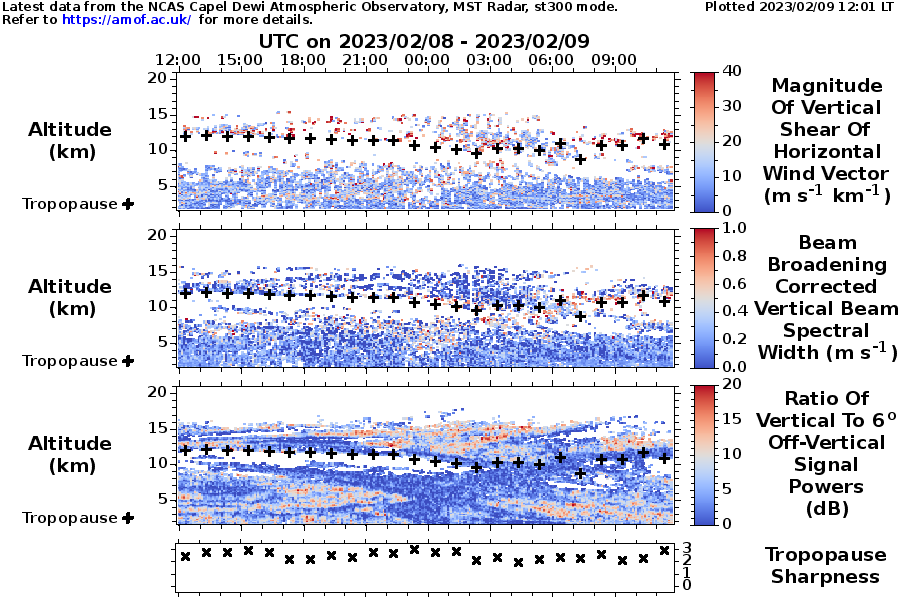 Latest data from the NCAS Capel Dewi Atmospheric Observatory, MST Radar, st300 mode.
Plotted 2023/02/09 12:01 LT
Refer to https://amof.ac.uk/ for more details.
UTC on 2023/02/08 - 2023/02/09
12:00 15:00 18:00 21:00 00:00 03:00 06:00 09:00
20
15
10
5
Altitude
(km)
Tropopause
40
30
20
10
0
Magnitude
Of Vertical
Shear Of
Horizontal
Wind Vector
(m s-1 km-1)
20
15
10
5
Altitude
(km)
Tropopause
1.0
0.8
0.6
0.4
0.2
0.0
Beam
Broadening
Corrected
Vertical Beam
Spectral
Width (m s-1)
20
15
10
5
Altitude
(km)
Tropopause
20
15
10
5
0
Ratio Of
Vertical To 6o
Off-Vertical
Signal
Powers
(dB)
3
2
1
0
Tropopause
Sharpness